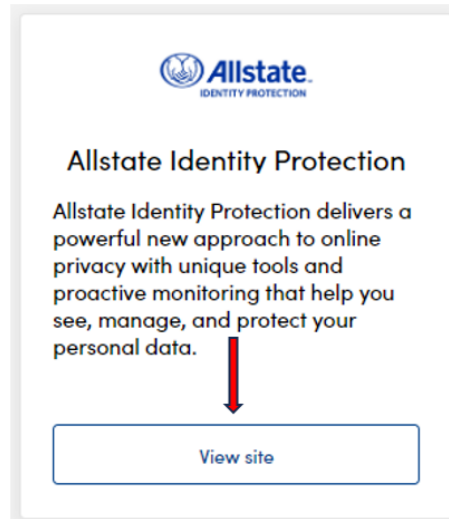 Allstate.
IDENTITY PROTECTION
Allstate Identity Protection
Allstate Identity Protection delivers a
powerful new approach to online
privacy with unique tools and
proactive monitoring that help you
see, manage, and protect your
personal data.
View site